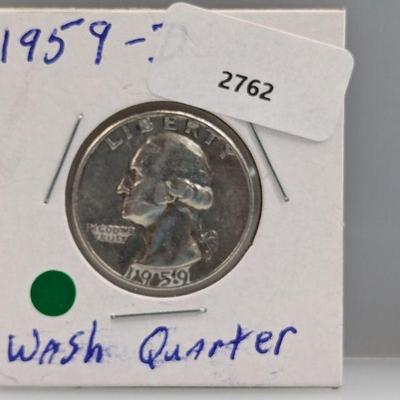 1959-D
2762
LIBERTY
IN GOD WE
TRUST
1959
Wash Quarter